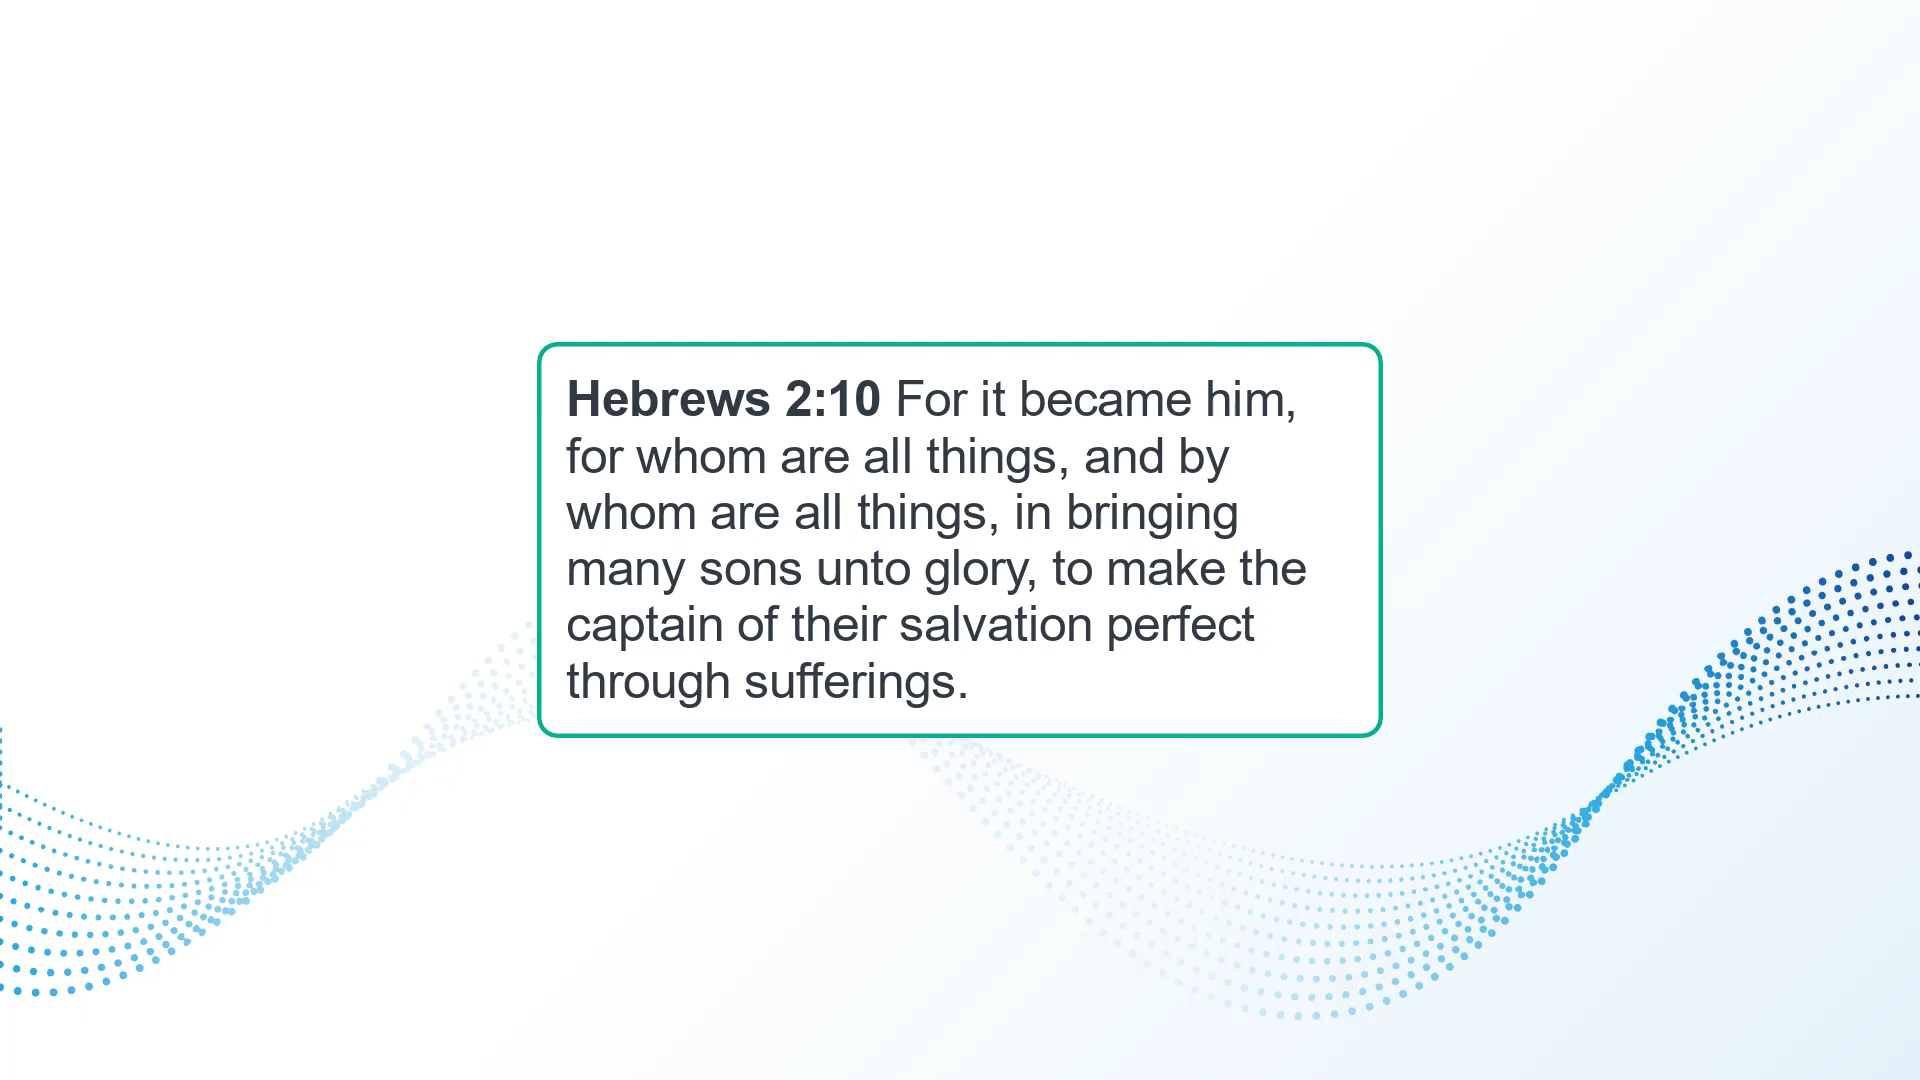 Hebrews 2:10 For it became him,
for whom are all things, and by
whom are all things, in bringing
many sons unto glory, to make the
captain of their salvation perfect
through sufferings.